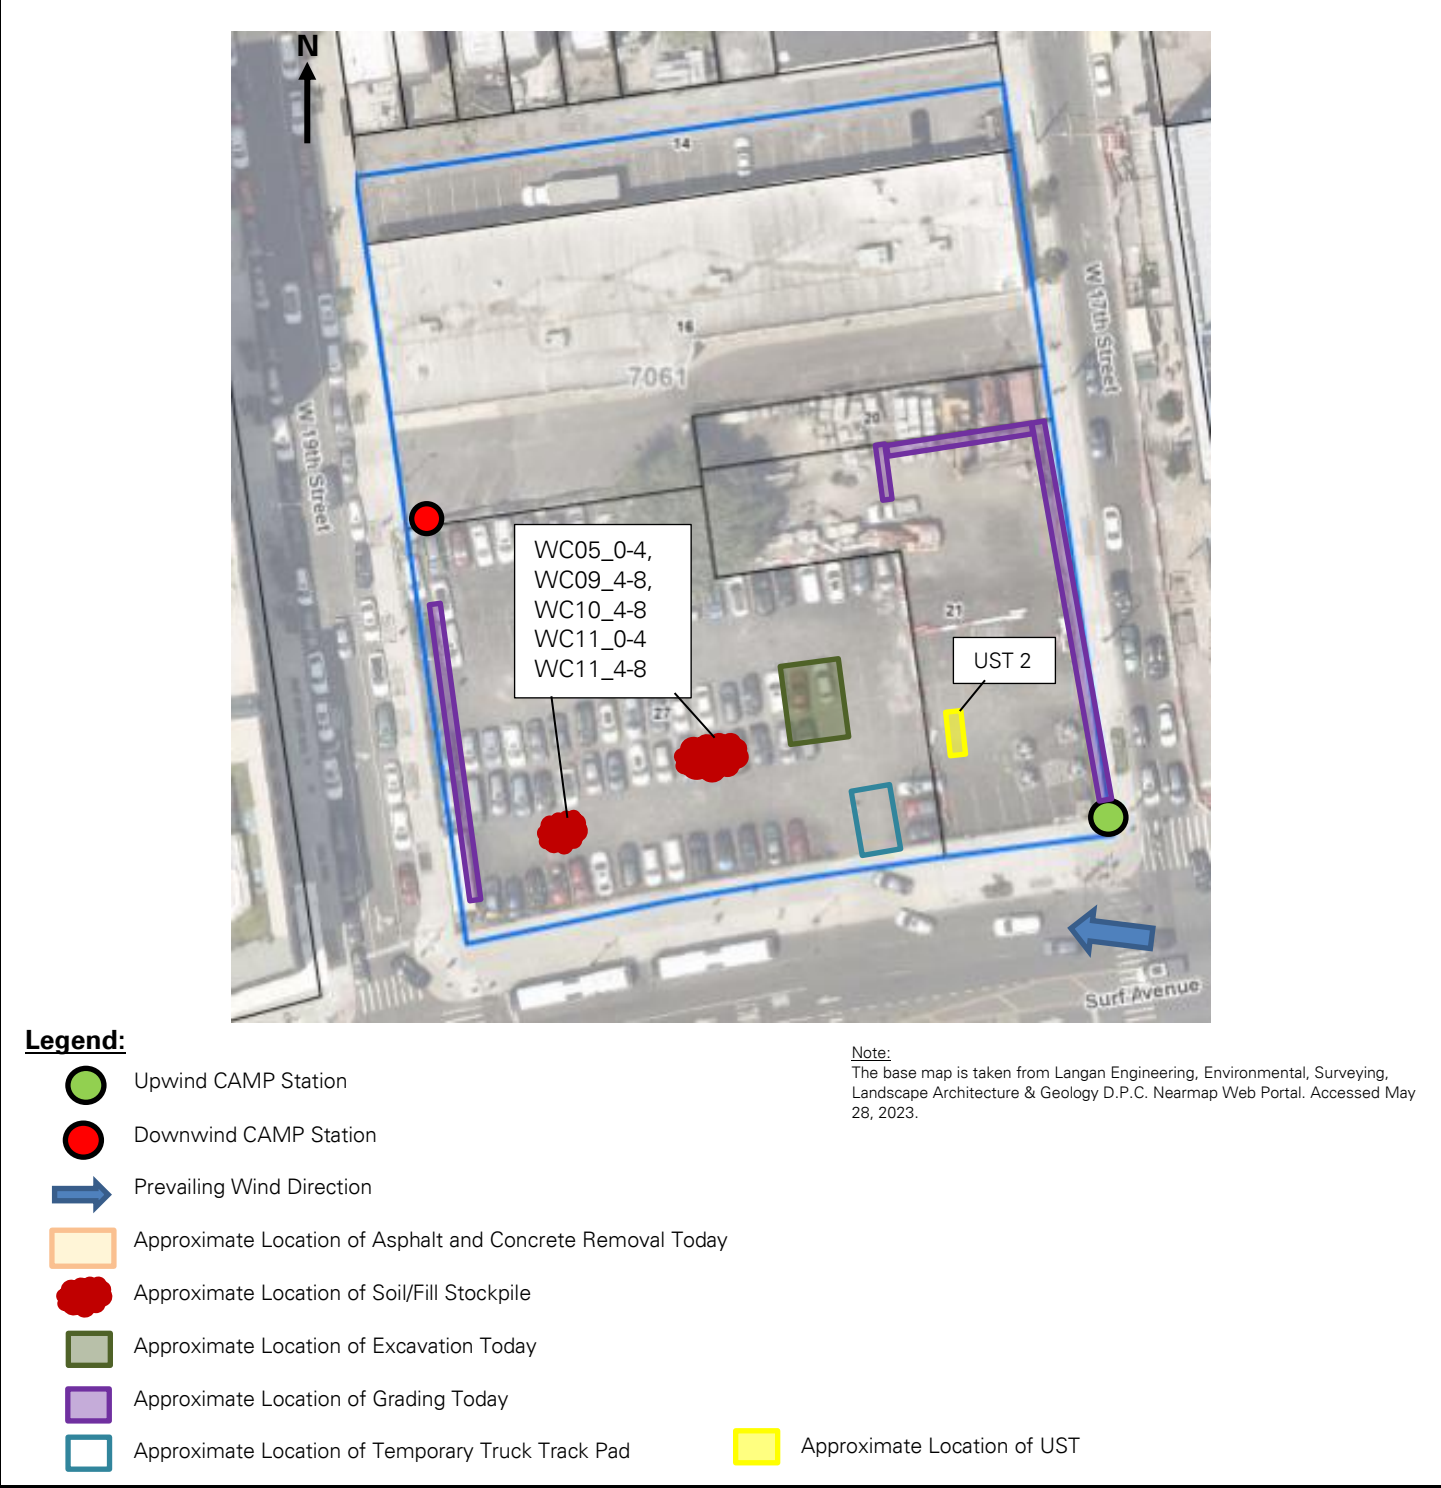 N
14
16
7061
W 17th Street
20
W 19th Street
WC05_0-4,
WC09_4-8,
WC10_4-8
WC11_0-4
WC11_4-8
21
UST 2
27
Surf Avenue
Legend:
Upwind CAMP Station
Downwind CAMP Station
Prevailing Wind Direction
Approximate Location of Asphalt and Concrete Removal Today
Approximate Location of Soil/Fill Stockpile
Approximate Location of Excavation Today
Approximate Location of Grading Today
Approximate Location of Temporary Truck Track Pad
Approximate Location of UST
Note:
The base map is taken from Langan Engineering, Environmental, Surveying,
Landscape Architecture & Geology D.P.C. Nearmap Web Portal. Accessed May
28, 2023.